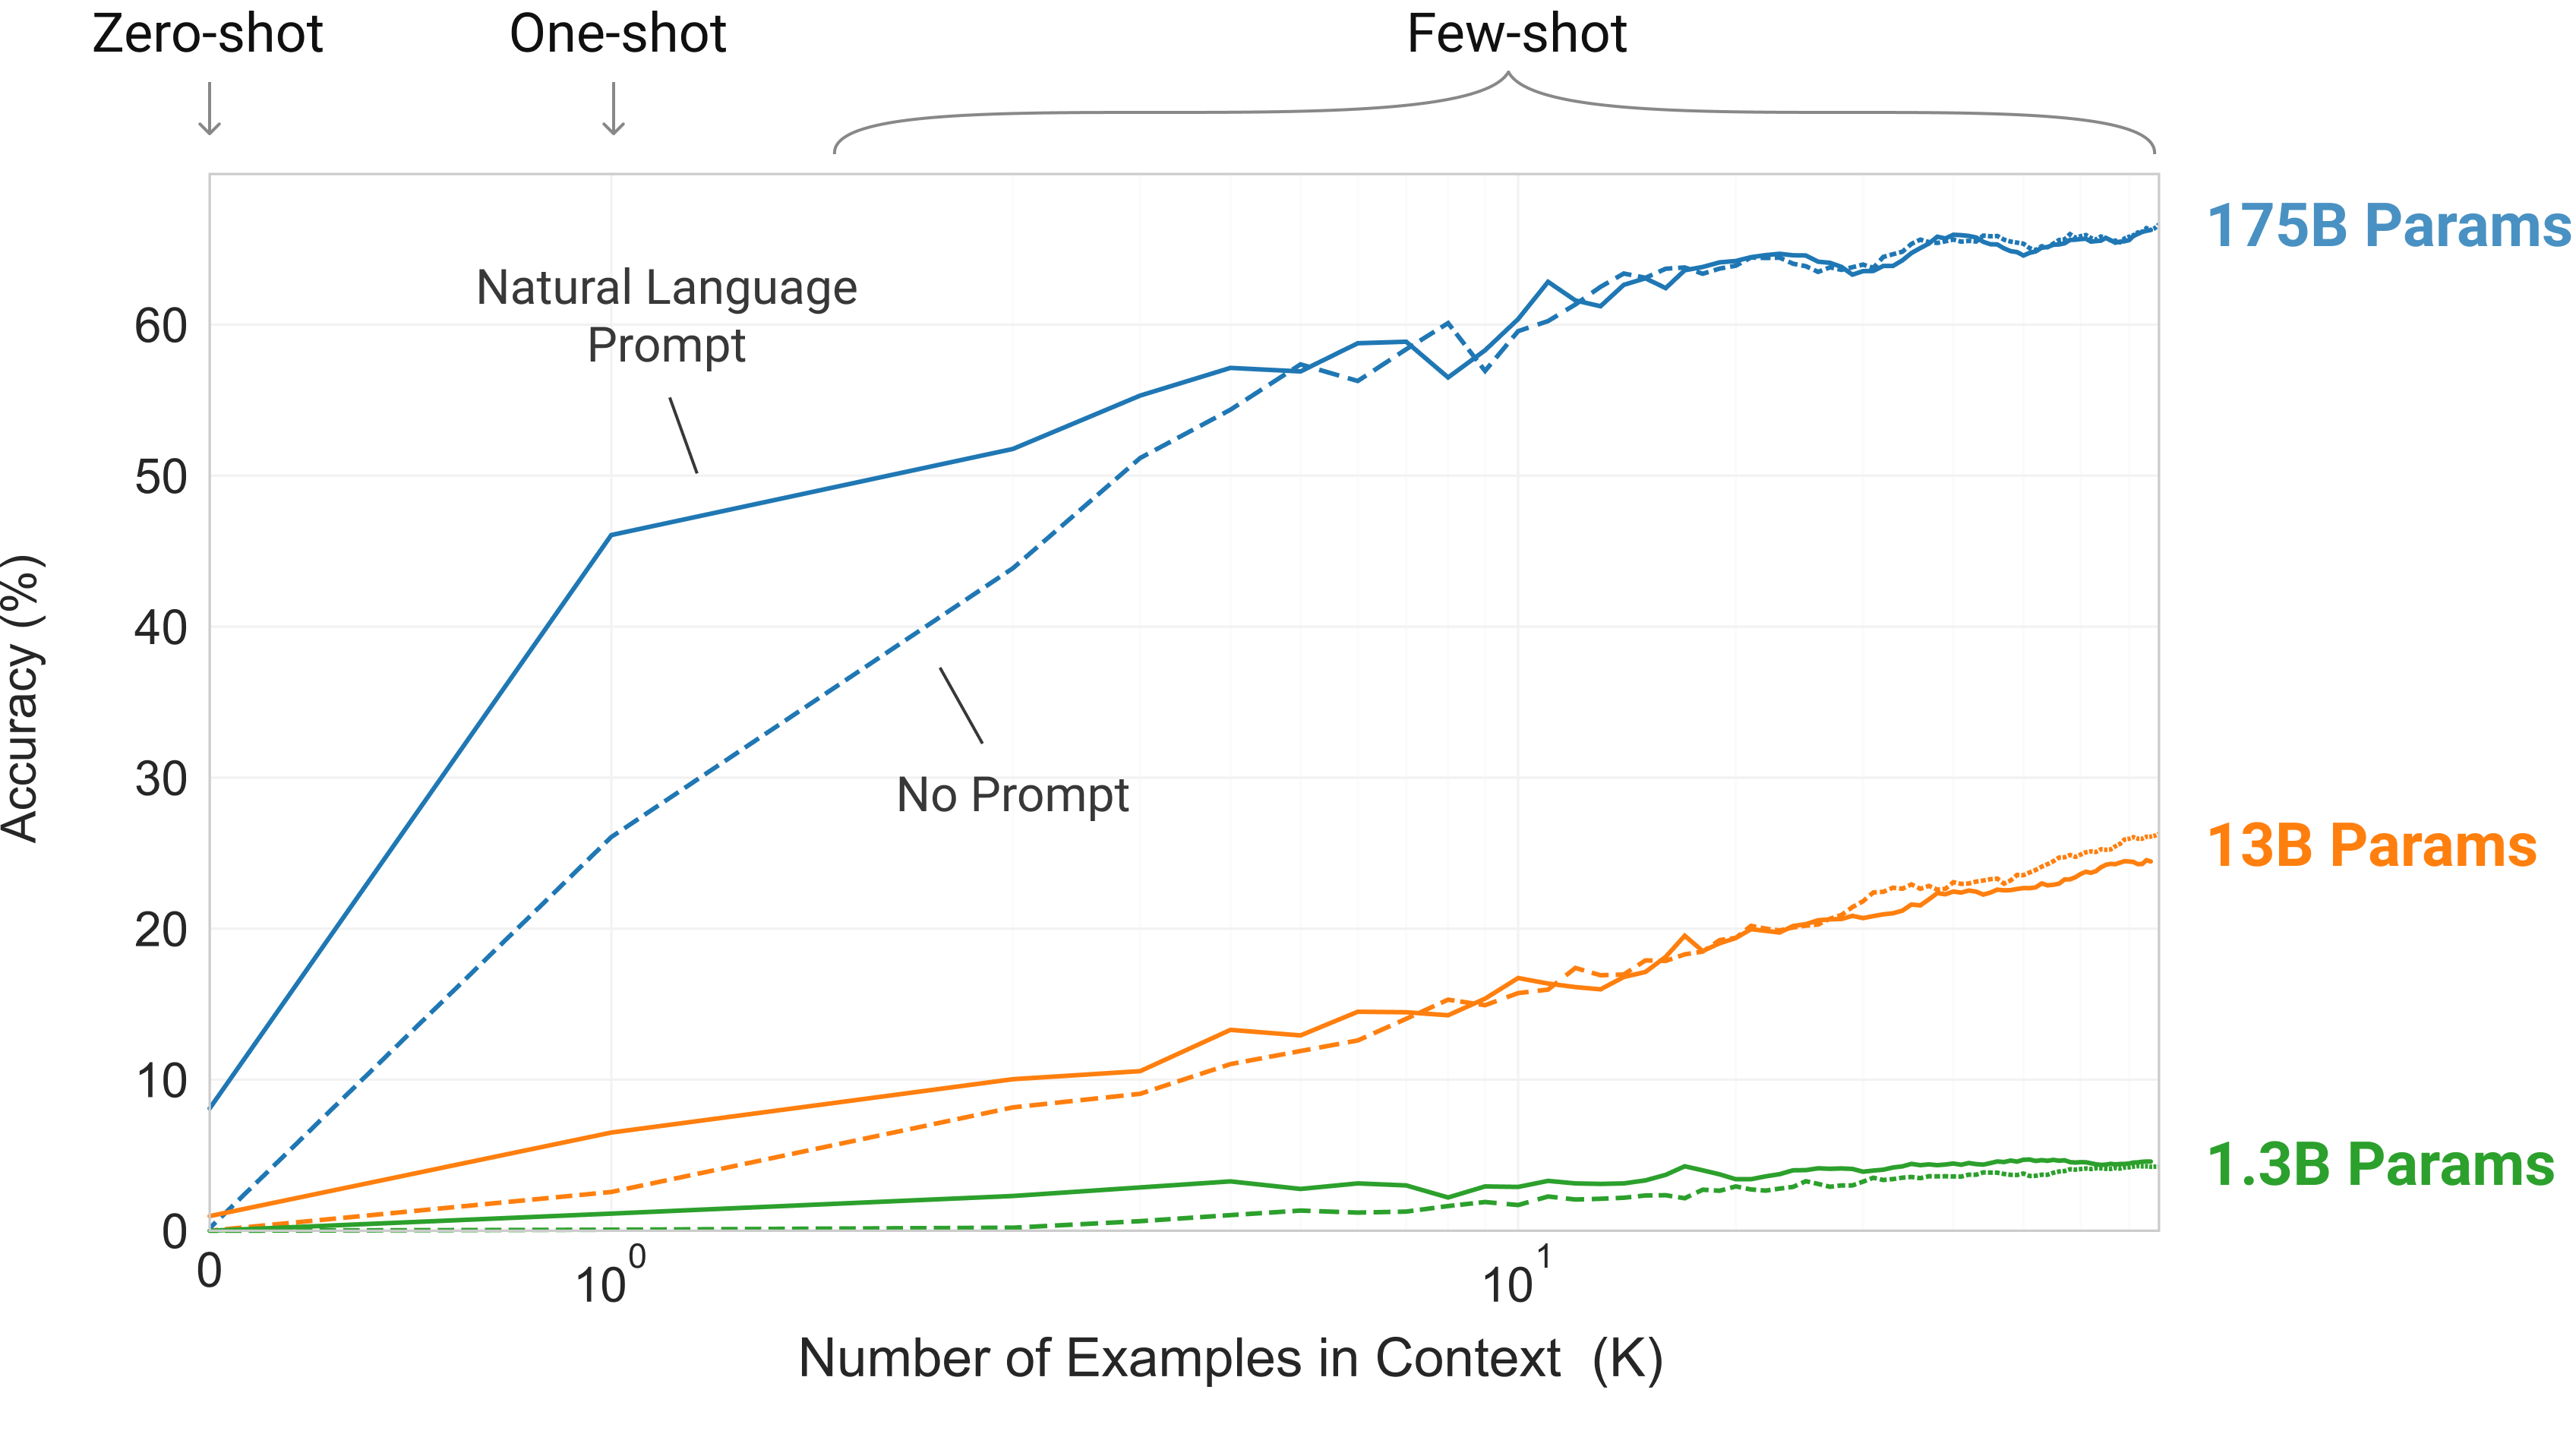 Zero-shot
One-shot
Few-shot
175B Params
Natural Language
Prompt
No Prompt
13B Params
1.3B Params
Accuracy (%)
60
50
40
30
20
10
0
0
10^0
10^1
Number of Examples in Context (K)